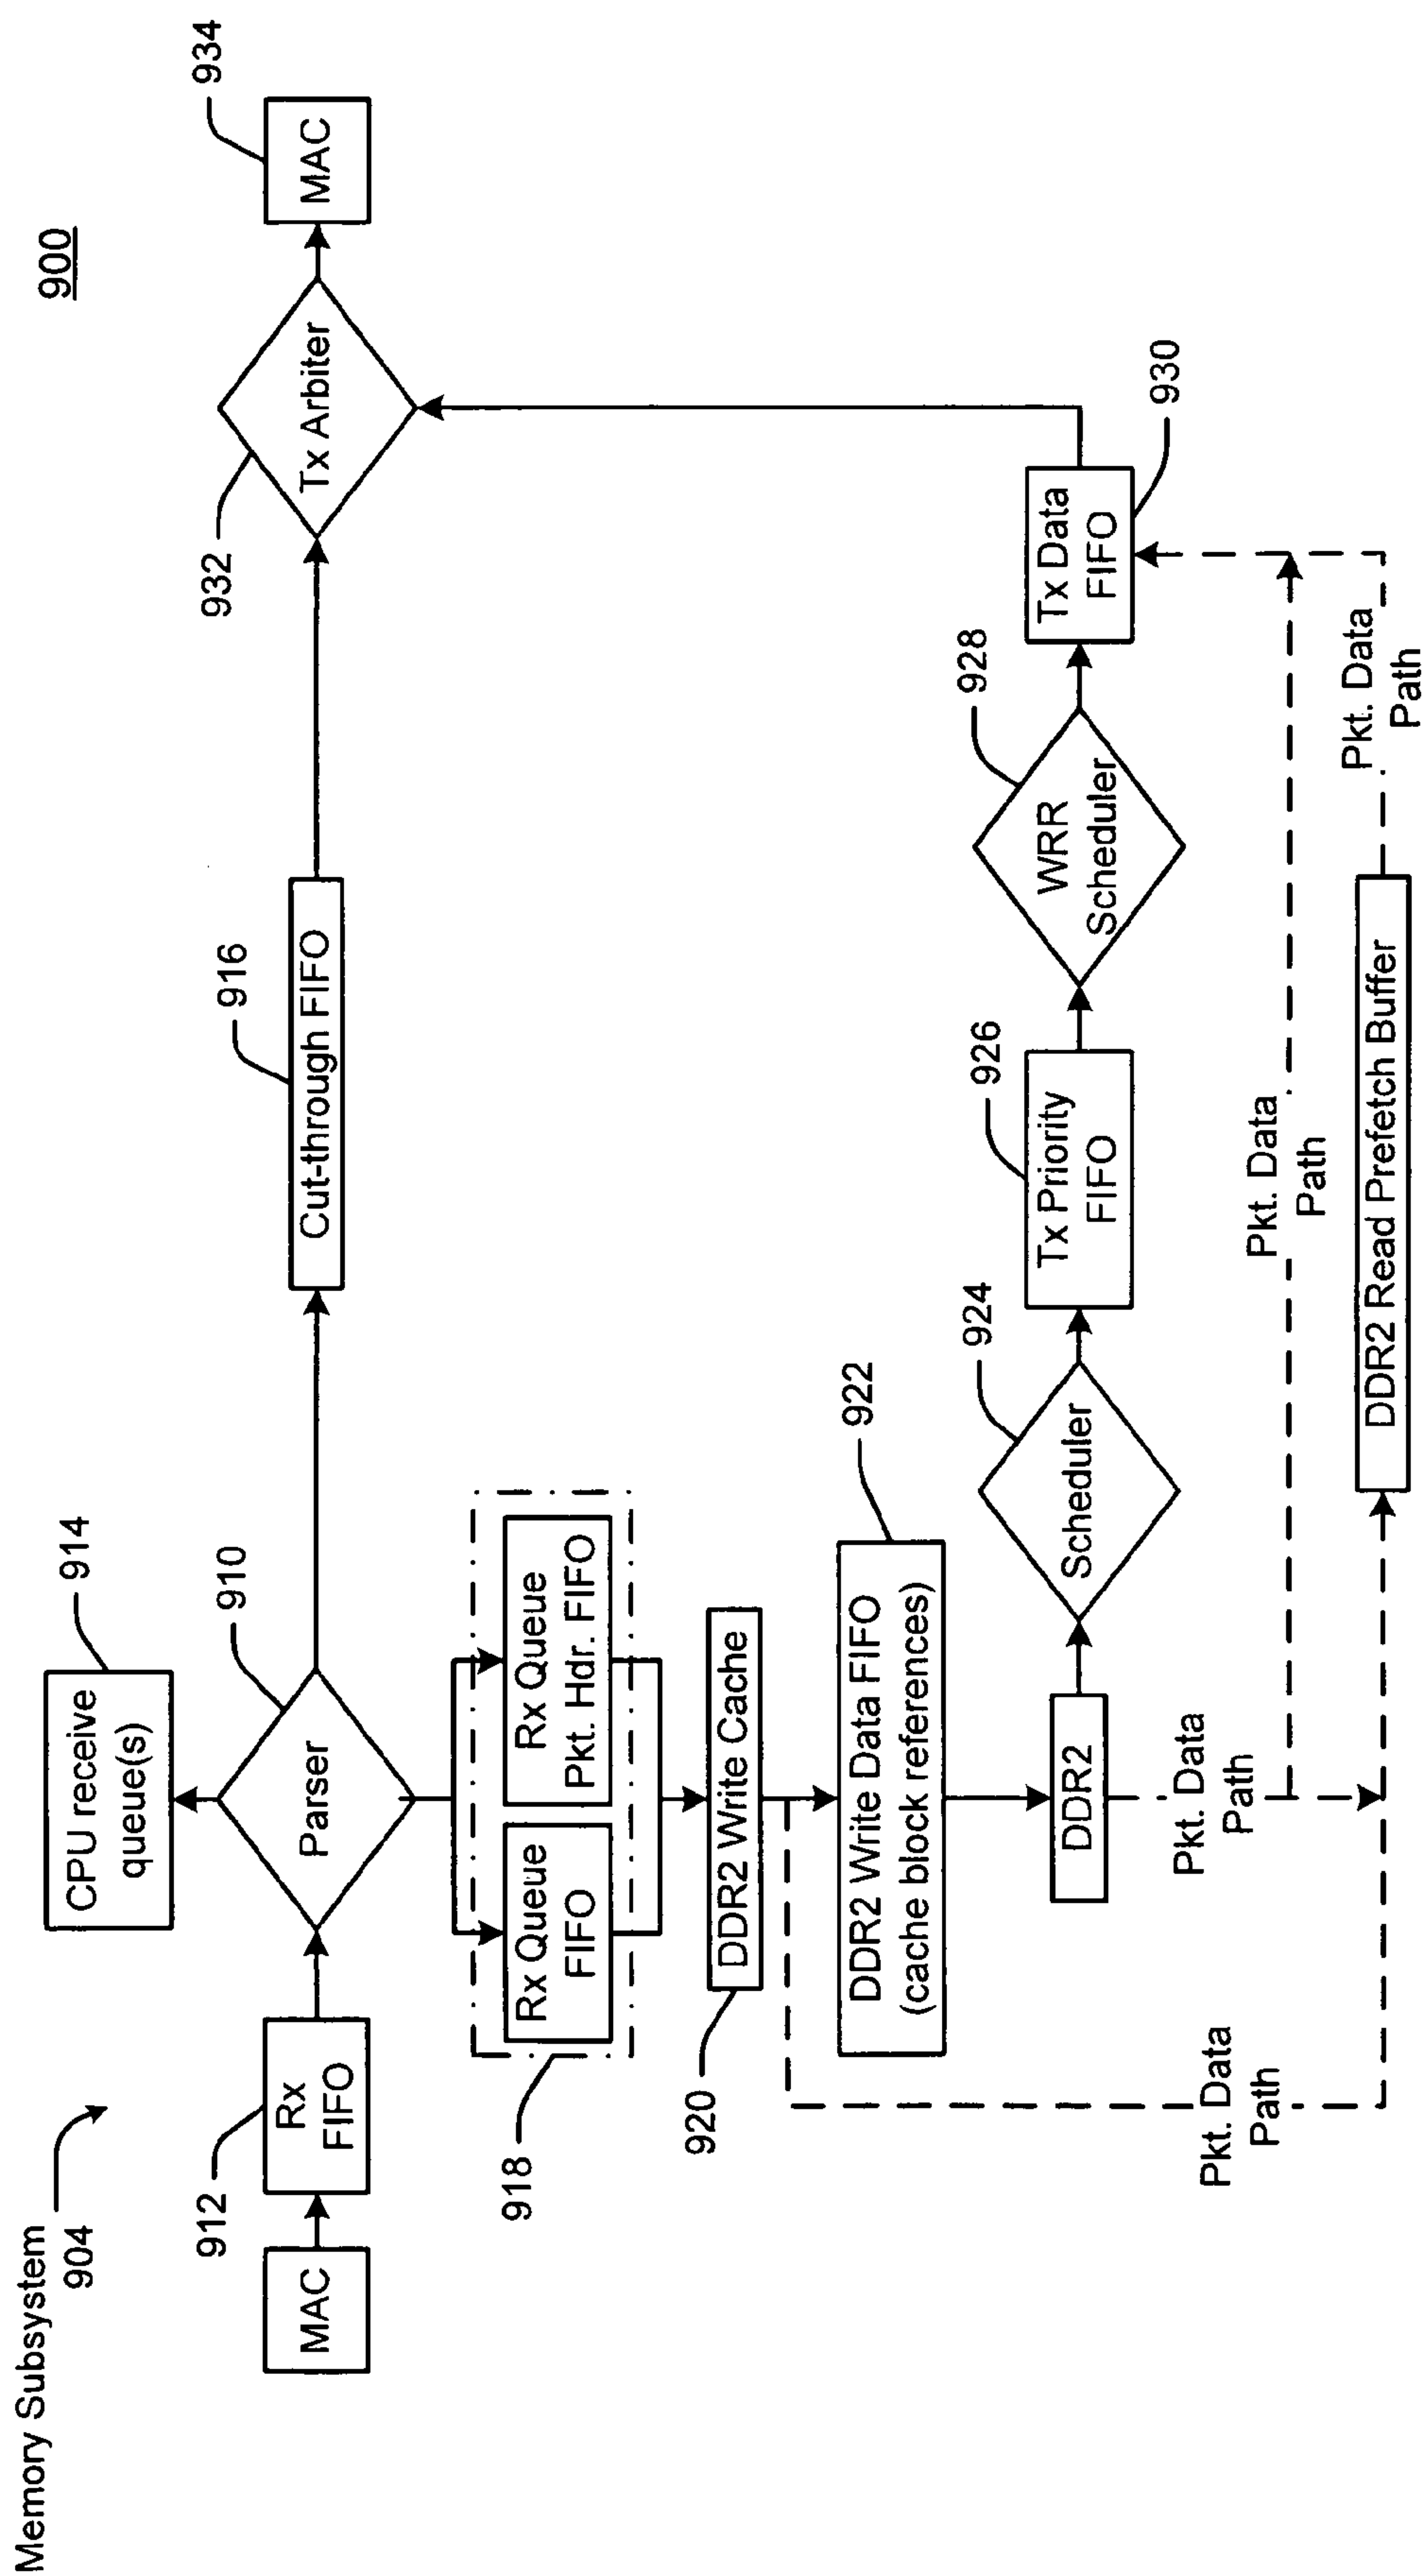 Memory Subsystem
904
900
MAC
912
Rx
FIFO
910
Parser
914
CPU receive
queue(s)
916
Cut-through FIFO
932
Tx Arbiter
934
MAC
918
Rx Queue
FIFO
Rx Queue
Pkt. Hdr. FIFO
920
DDR2 Write Cache
922
DDR2 Write Data FIFO
(cache block references)
DDR2
924
Scheduler
926
Tx Priority
FIFO
928
WRR
Scheduler
930
Tx Data
FIFO
Pkt. Data
Path
Pkt. Data
Path
Pkt. Data
Path
Pkt. Data
Path
DDR2 Read Prefetch Buffer